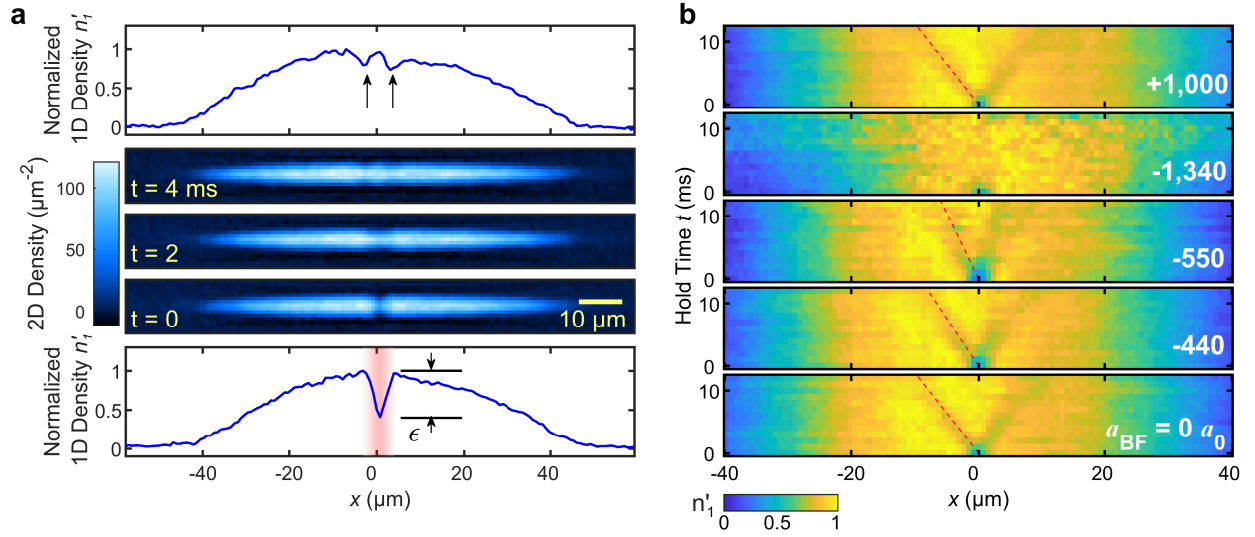 a
Normalized
1D Density n'₁
1
0.5
0
2D Density (µm⁻²)
100
50
0
t = 4 ms
t = 2
t = 0
10 µm
Normalized
1D Density n'₁
1
0.5
0
ϵ
-40
-20
0
20
40
x (µm)
b
Hold Time t (ms)
10
0
+1,000
10
0
-1,340
10
0
-550
10
0
-440
10
0
a_BF = 0 a₀
-40
-20
0
20
40
x (µm)
n'₁
0
0.5
1